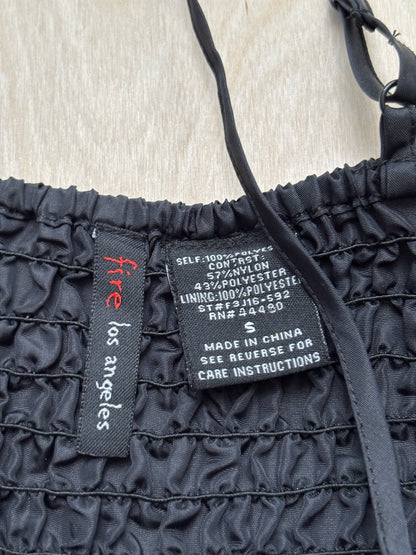 fire los angeles
SELF:100%POLYES
CONTRST:
57%NYLON
43%POLYESTER
LINING:100%POLYESTER
ST#F3J16-592
RN#44480
S
MADE IN CHINA
SEE REVERSE FOR
CARE INSTRUCTIONS